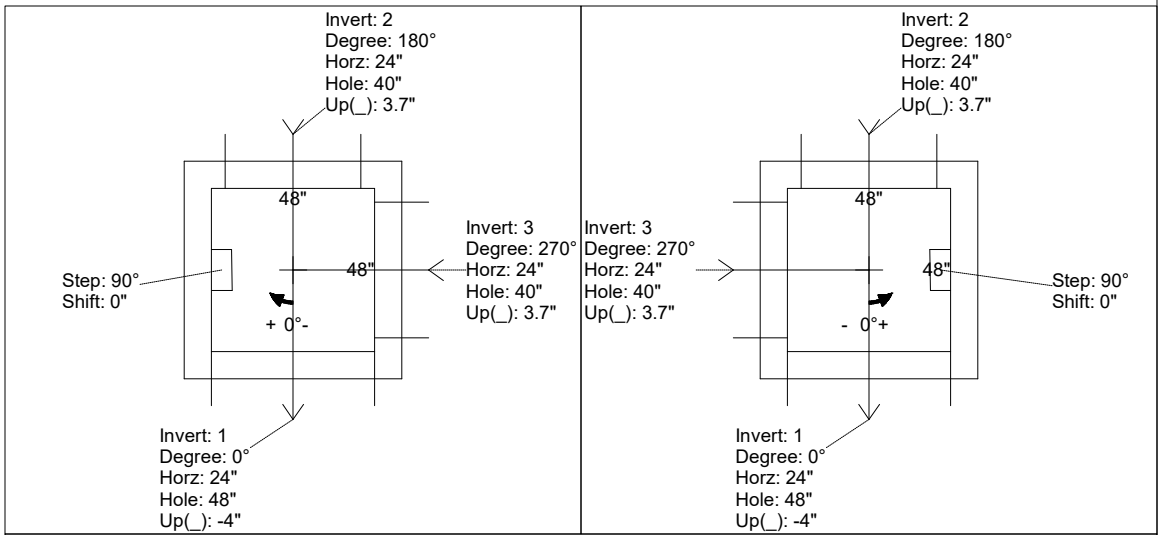 Invert: 2
Degree: 180°
Horz: 24"
Hole: 40"
Up(_): 3.7"
48"
48"
Invert: 3
Degree: 270°
Horz: 24"
Hole: 40"
Up(_): 3.7"
Step: 90°
Shift: 0"
+ 0°-
Invert: 1
Degree: 0°
Horz: 24"
Hole: 48"
Up(_): -4"
Invert: 2
Degree: 180°
Horz: 24"
Hole: 40"
Up(_): 3.7"
48"
Invert: 3
Degree: 270°
Horz: 24"
Hole: 40"
Up(_): 3.7"
48"
Step: 90°
Shift: 0"
- 0°+
Invert: 1
Degree: 0°
Horz: 24"
Hole: 48"
Up(_): -4"